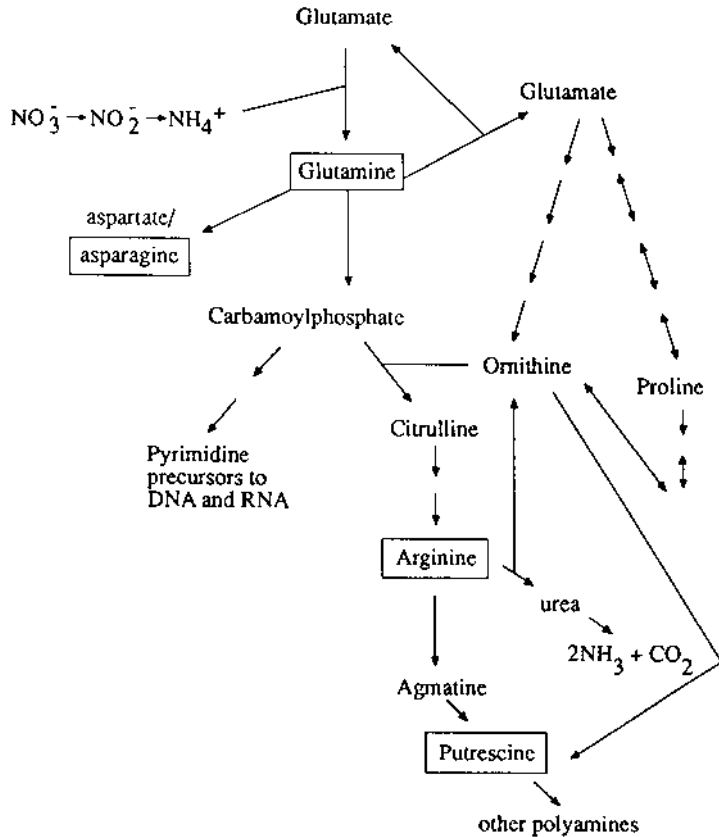 Glutamate
NO₃⁻ → NO₂⁻ → NH₄⁺
Glutamate
Glutamine
aspartate/
asparagine
Carbamoylphosphate
Ornithine
Proline
Citrulline
Pyrimidine
precursors to
DNA and RNA
Arginine
urea
2NH₃ + CO₂
Agmatine
Putrescine
other polyamines